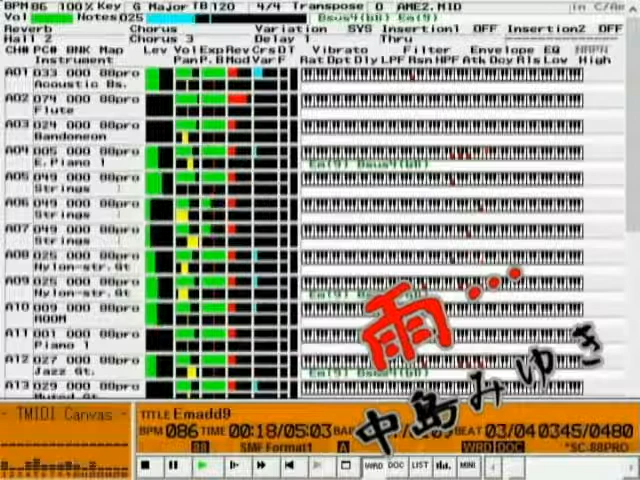 BPM 86 100% Key G Major TB 120 4/4 Transpose 0 AME2.MID
Vol Notes 025 Bsus4(b11) Em(9)
Reverb Chorus Variation SYS Insertion1 OFF Insertion2 OFF
Hall 2 Chorus 3 Delay 1 Thru
CH# PC# BNK Map Lev Vol Exp Rev Crs DT Vibrato Filter Envelope EQ
Instrument Pan P.B Mod Var F Rat Dpt Dly LPF Rsn HPF Atk Dcy Rls Low High
A01 033 000 88pro
Acoustic Bs.
A02 074 000 88pro
Flute
A03 024 000 88pro
Bandoneon
A04 005 000 88pro
E.Piano 1
A05 049 000 88pro
Strings
A06 049 000 88pro
Strings
A07 049 000 88pro
Strings
A08 025 000 88pro
Nylon-str.Gt
A09 025 000 88pro
Nylon-str.Gt
A10 009 000 88pro
ROOM
A11 001 000 88pro
Piano 1
A12 027 000 88pro
Jazz Gt.
A13 029 000 88pro
Muted Gt
雨…
中島みゆき
- TMIDI Canvas -
TITLE Emadd9
BPM 086 TIME 00:18/05:03 BEAT 03/04 0345/0480
SMF Format1 A WRD DOC *SC-88PRO
WRD DOC LIST MINI